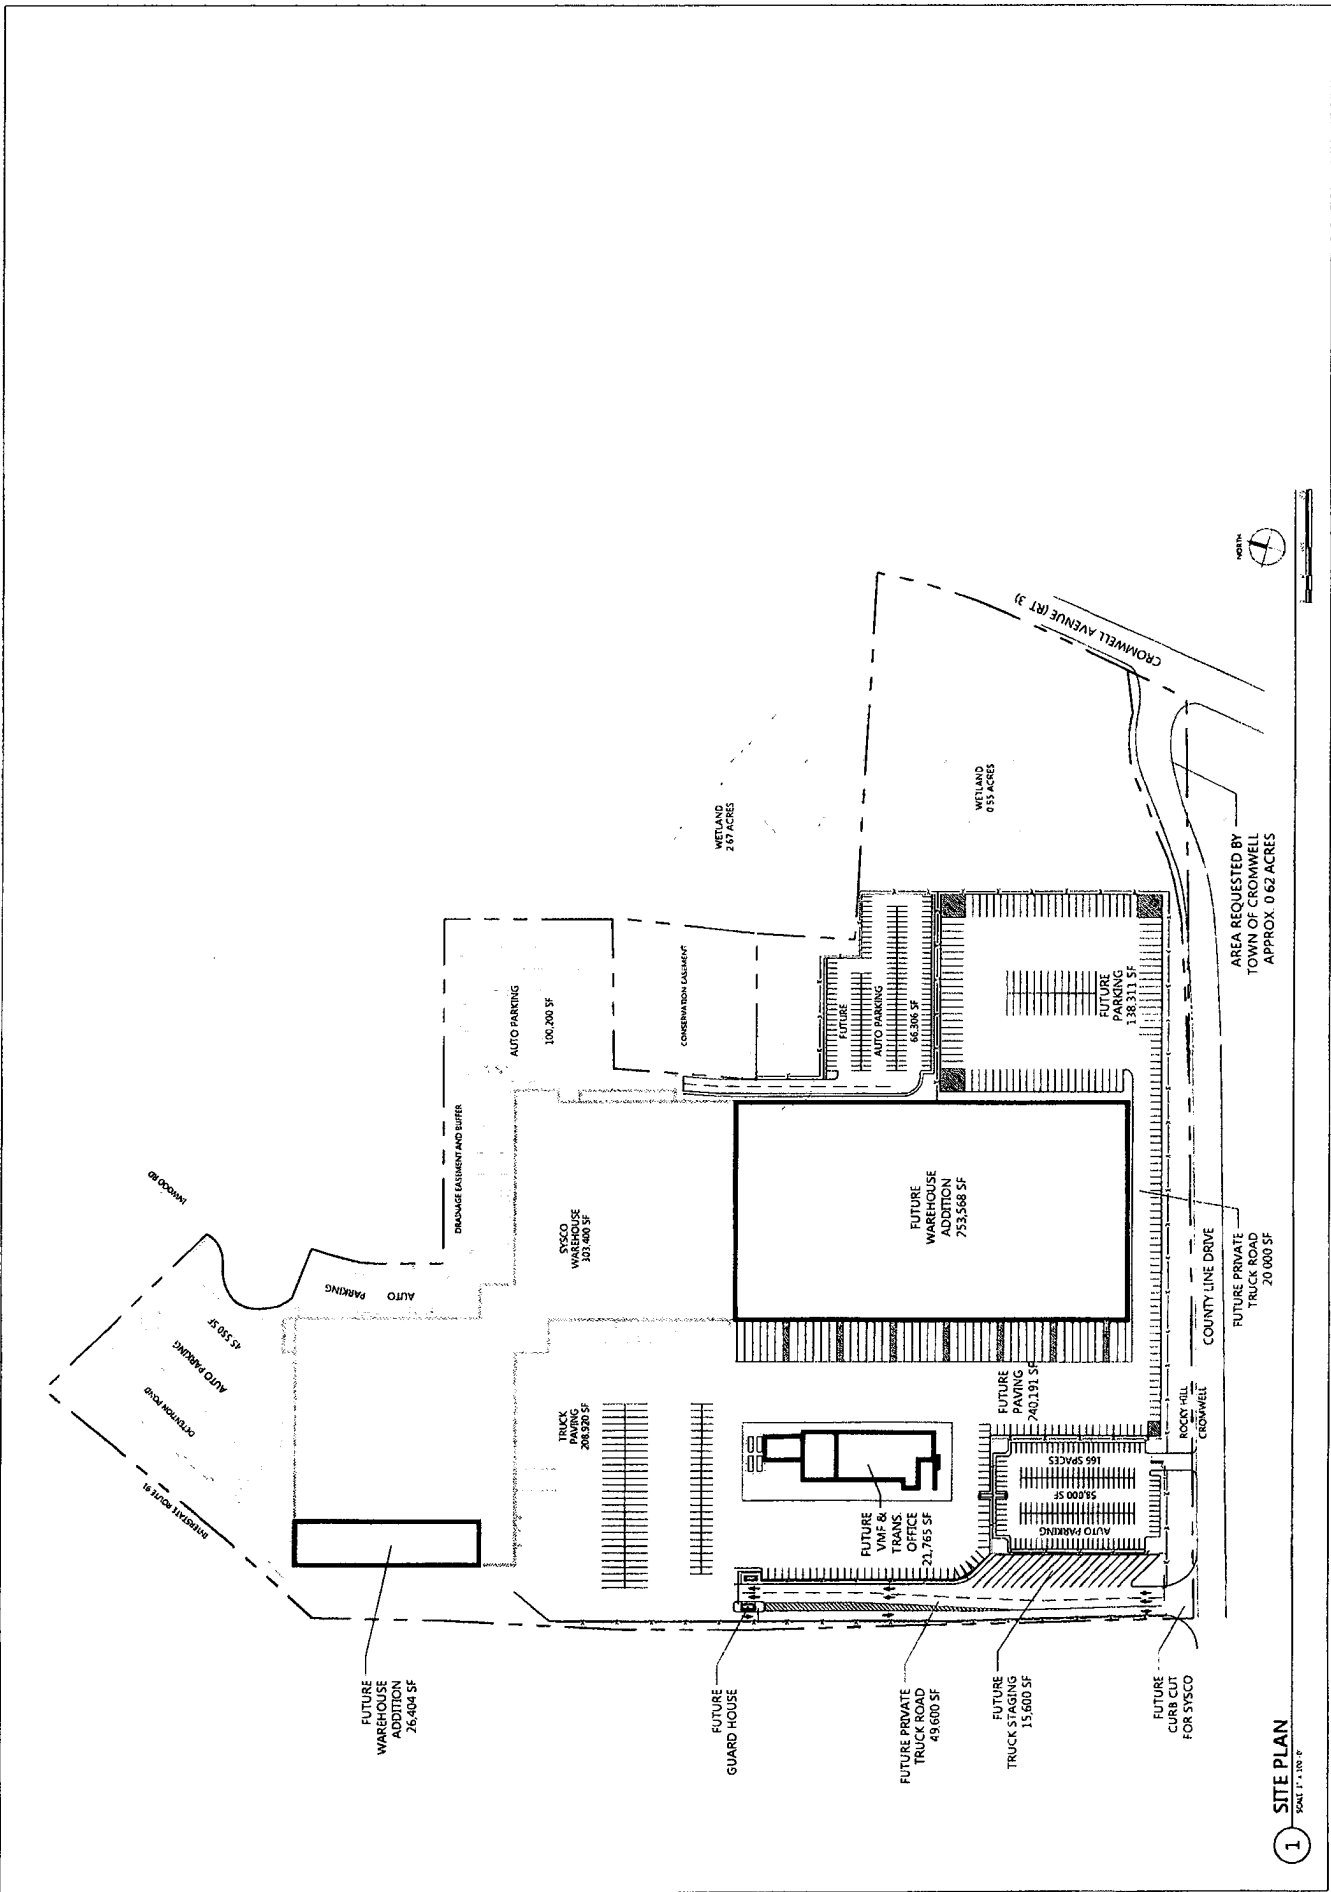 INTERSTATE ROUTE 91
DETENTION POND
AUTO PARKING
45 550 SF
INWOOD RD
AUTO PARKING
DRAINAGE EASEMENT AND BUFFER
AUTO PARKING
100,200 SF
CONSERVATION EASEMENT
WETLAND
2 67 ACRES
WETLAND
0 55 ACRES
CROMWELL AVENUE (RT 3)
NORTH
FUTURE
WAREHOUSE
ADDITION
26,404 SF
TRUCK
PAVING
208,920 SF
SYSCO
WAREHOUSE
303,400 SF
FUTURE
AUTO PARKING
66,306 SF
FUTURE
GUARD HOUSE
FUTURE
VMF &
TRANS.
OFFICE
21,765 SF
FUTURE
WAREHOUSE
ADDITION
253,568 SF
FUTURE
PARKING
138,311 SF
FUTURE PRIVATE
TRUCK ROAD
49,600 SF
FUTURE
PAVING
240,191 SF
AUTO PARKING
58,000 SF
166 SPACES
FUTURE
TRUCK STAGING
15,600 SF
FUTURE
CURB CUT
FOR SYSCO
ROCKY HILL
CROMWELL
COUNTY LINE DRIVE
FUTURE PRIVATE
TRUCK ROAD
20 000 SF
AREA REQUESTED BY
TOWN OF CROMWELL
APPROX. 0 62 ACRES
1
SITE PLAN
SCALE 1" = 100'-0"